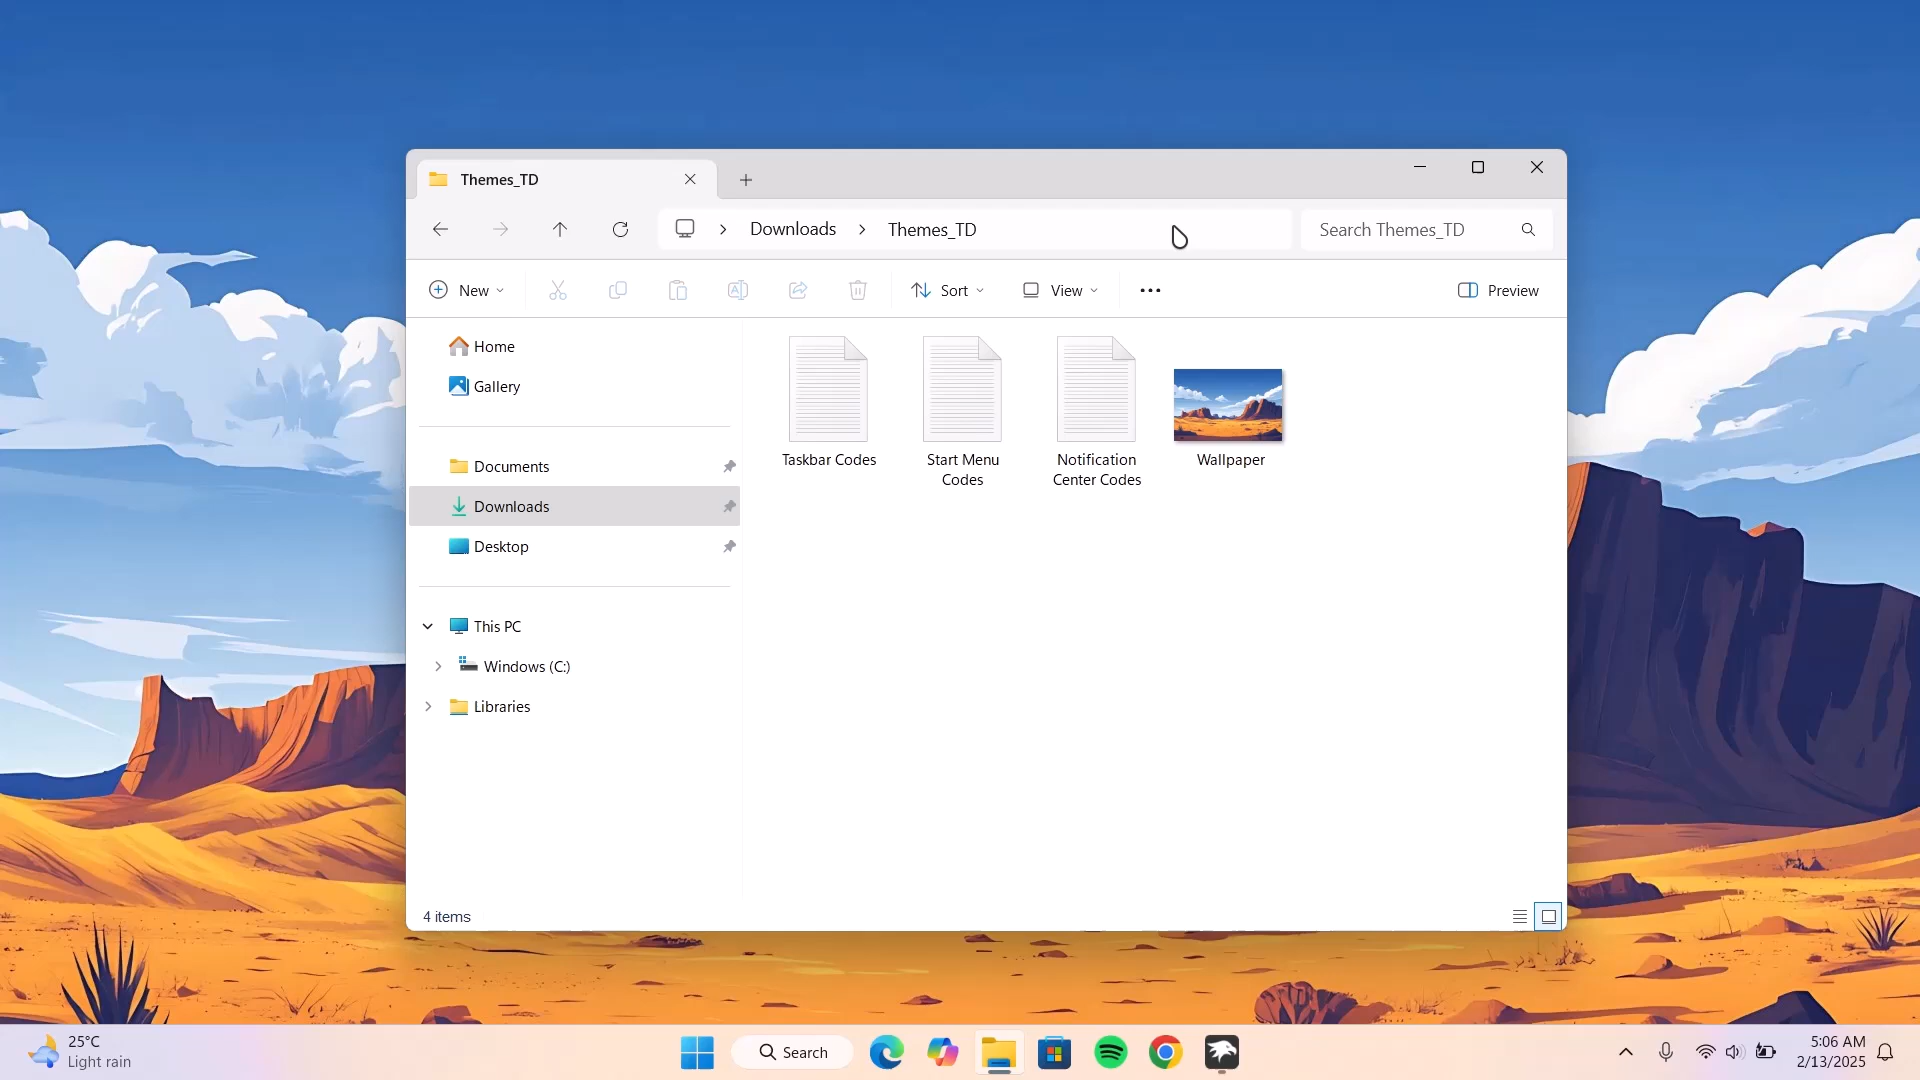 Themes_TD
Downloads
Themes_TD
Search Themes_TD
New
Sort
View
Preview
Home
Gallery
Documents
Downloads
Desktop
This PC
Windows (C:)
Libraries
Taskbar Codes
Start Menu
Codes
Notification
Center Codes
Wallpaper
4 items
25°C
Light rain
Search
5:06 AM
2/13/2025